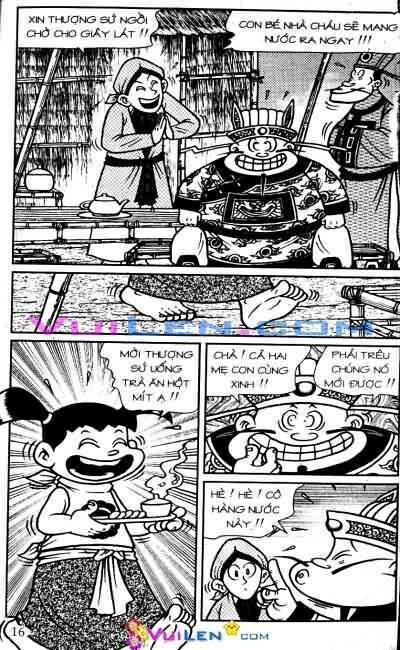 XIN THƯỢNG SỨ NGỒI
CHỜ CHO GIÂY LÁT !!
CON BÉ NHÀ CHÁU SẼ MANG
NƯỚC RA NGAY !!!
VUILEN.COM
MỜI THƯỢNG
SỨ UỐNG
TRÀ ĂN HỘT
MÍT Ạ !!
CHÀ ! CẢ HAI
MẸ CON CÙNG
XINH !!
PHẢI TRÊU
CHÚNG NÓ
MỚI ĐƯỢC !!
HÈ ! HÈ ! CÔ
HÀNG NƯỚC
NÀY !!
16
VUILEN.COM